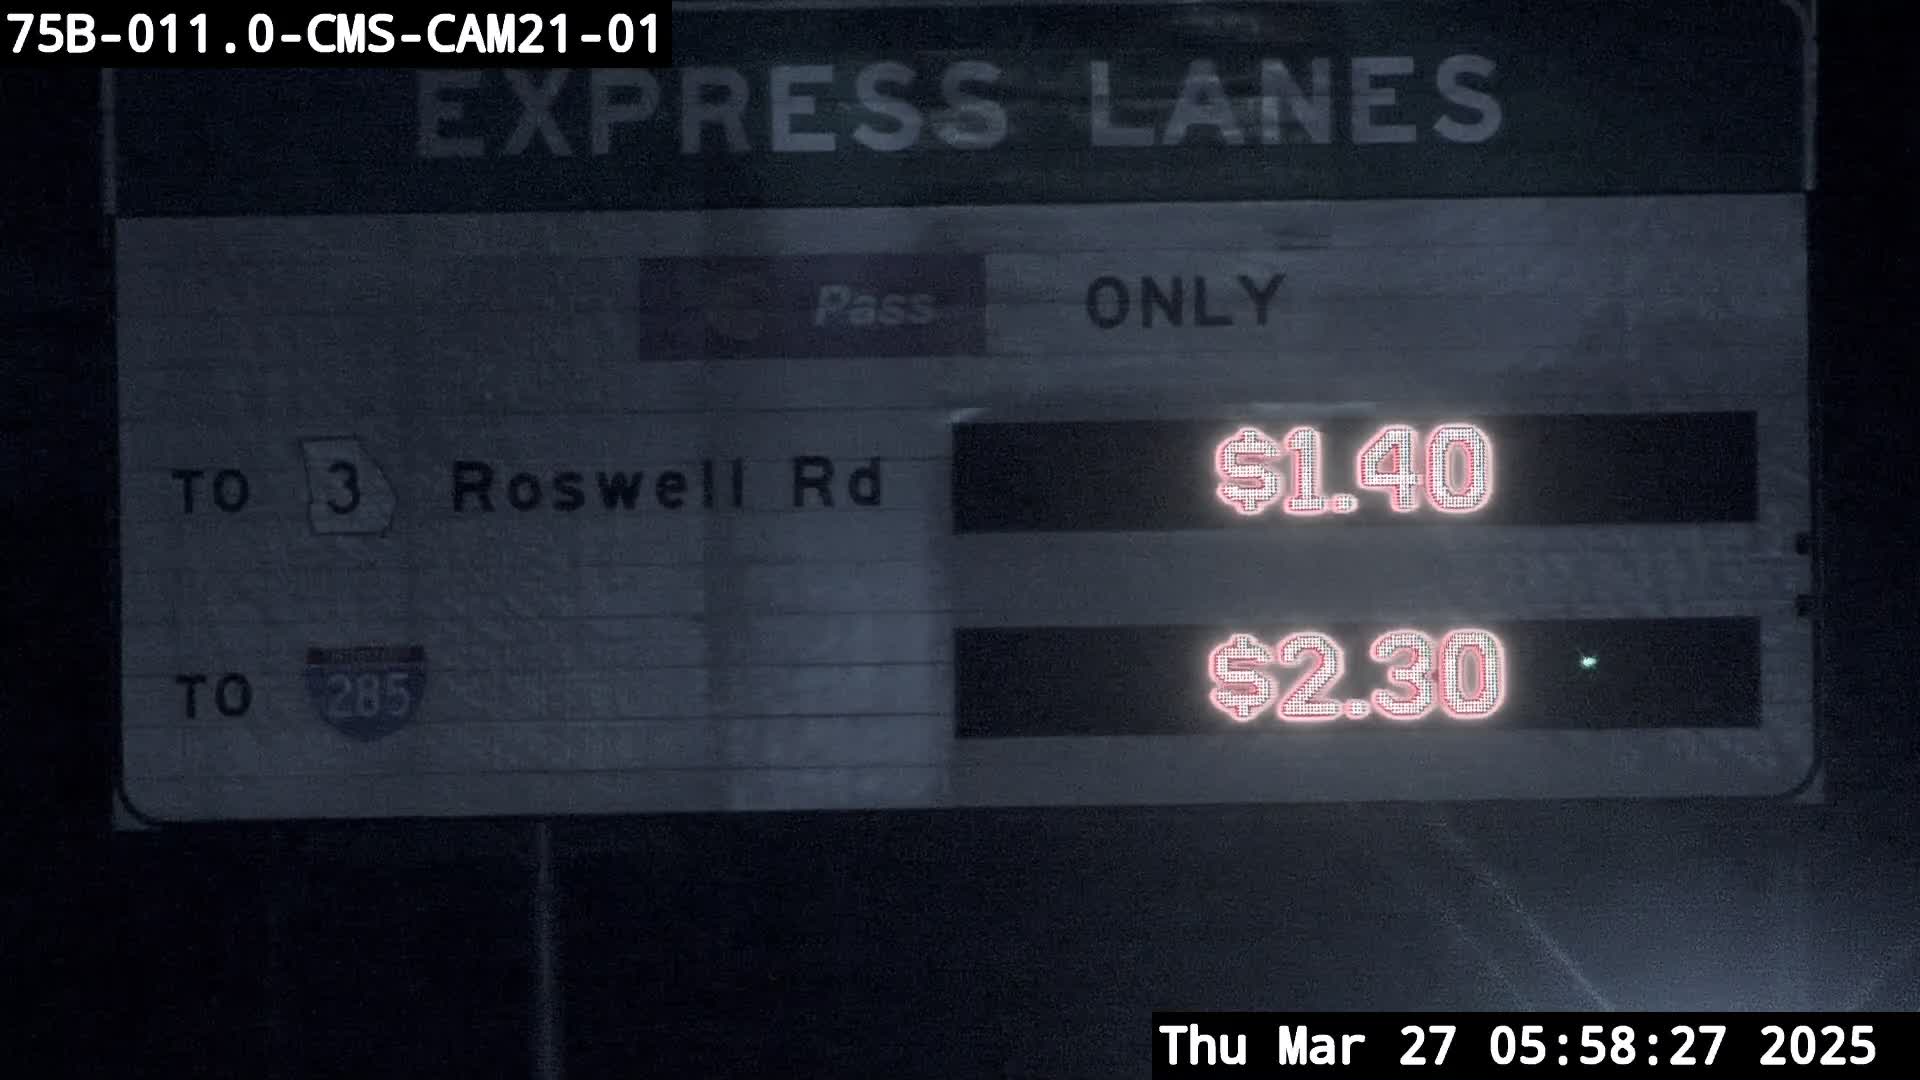 75B-011.0-CMS-CAM21-01
EXPRESS LANES
Pass ONLY
TO 3 Roswell Rd $1.40
TO 285 $2.30
Thu Mar 27 05:58:27 2025